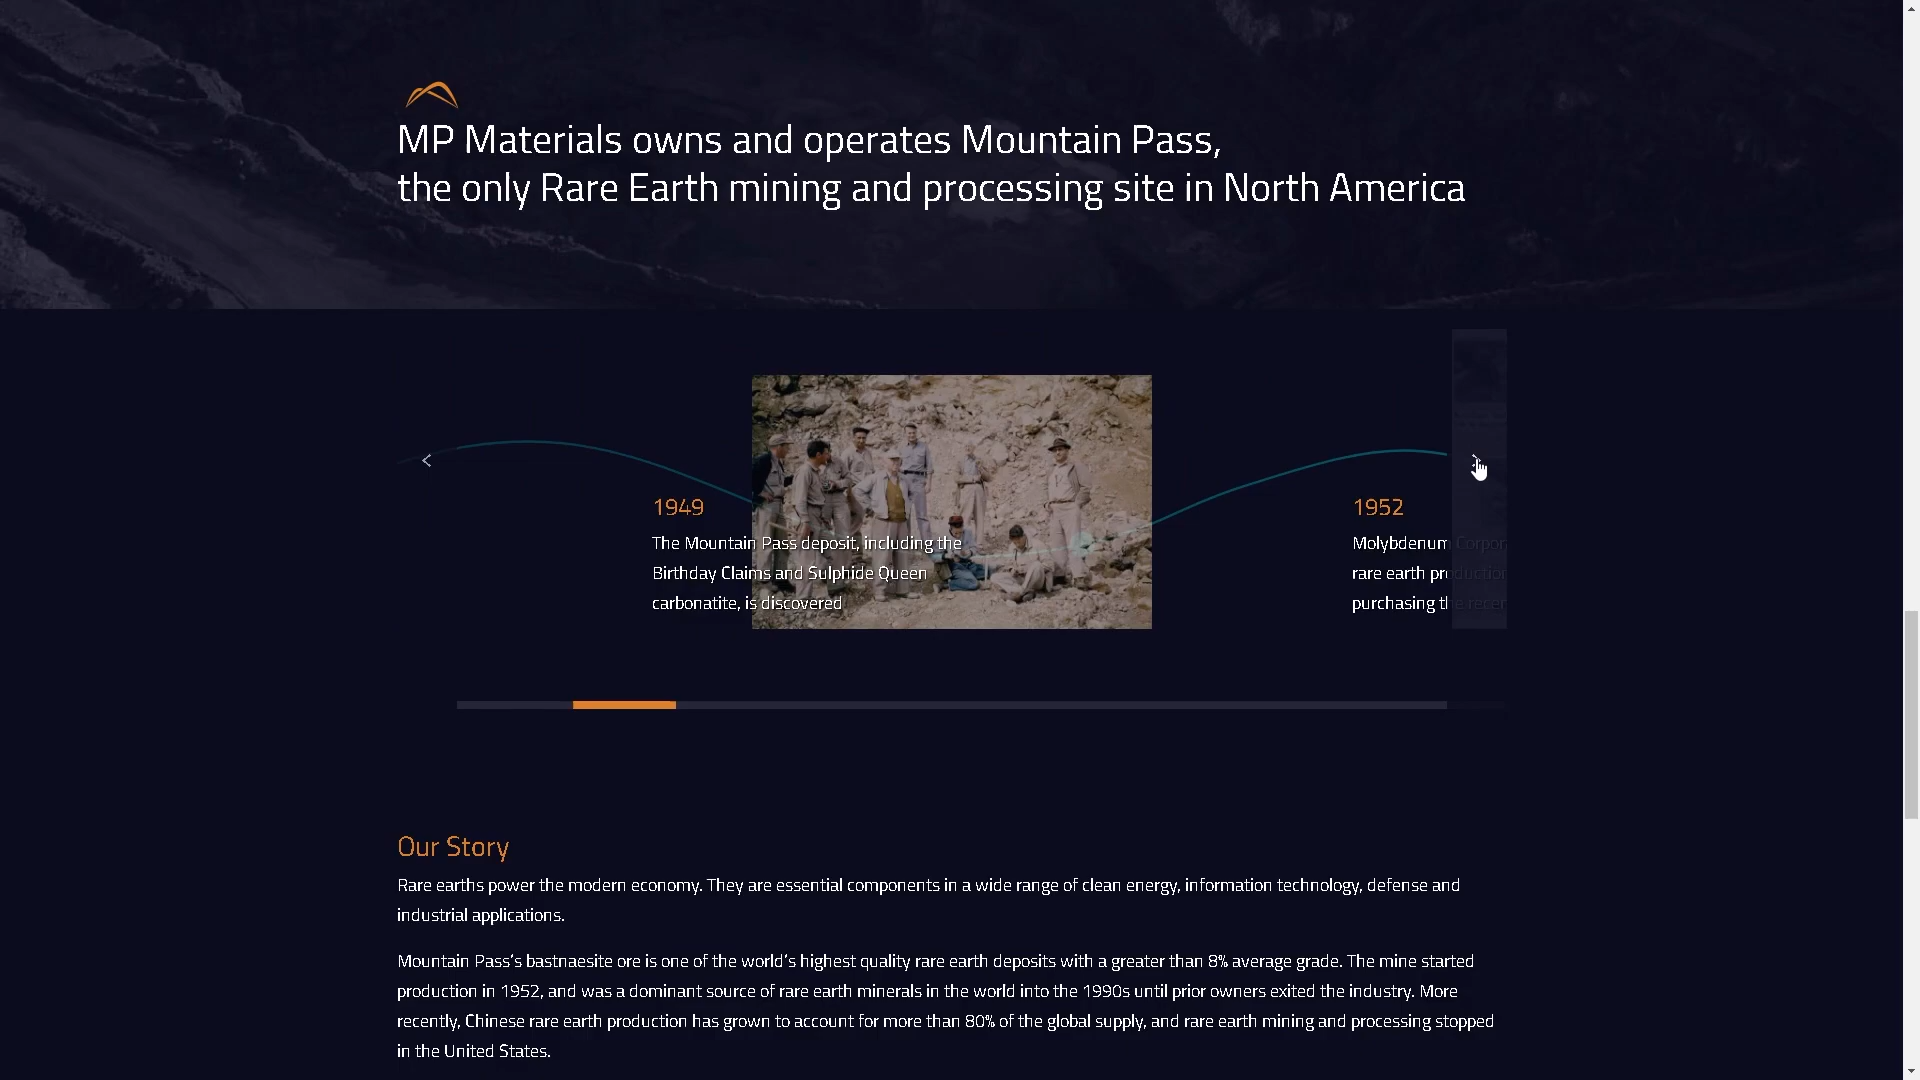 MP Materials owns and operates Mountain Pass,
the only Rare Earth mining and processing site in North America
1949
The Mountain Pass deposit, including the
Birthday Claims and Sulphide Queen
carbonatite, is discovered
1952
Molybdenum Corpor
rare earth production
purchasing the recen
Our Story
Rare earths power the modern economy. They are essential components in a wide range of clean energy, information technology, defense and
industrial applications.
Mountain Pass’s bastnaesite ore is one of the world’s highest quality rare earth deposits with a greater than 8% average grade. The mine started
production in 1952, and was a dominant source of rare earth minerals in the world into the 1990s until prior owners exited the industry. More
recently, Chinese rare earth production has grown to account for more than 80% of the global supply, and rare earth mining and processing stopped
in the United States.